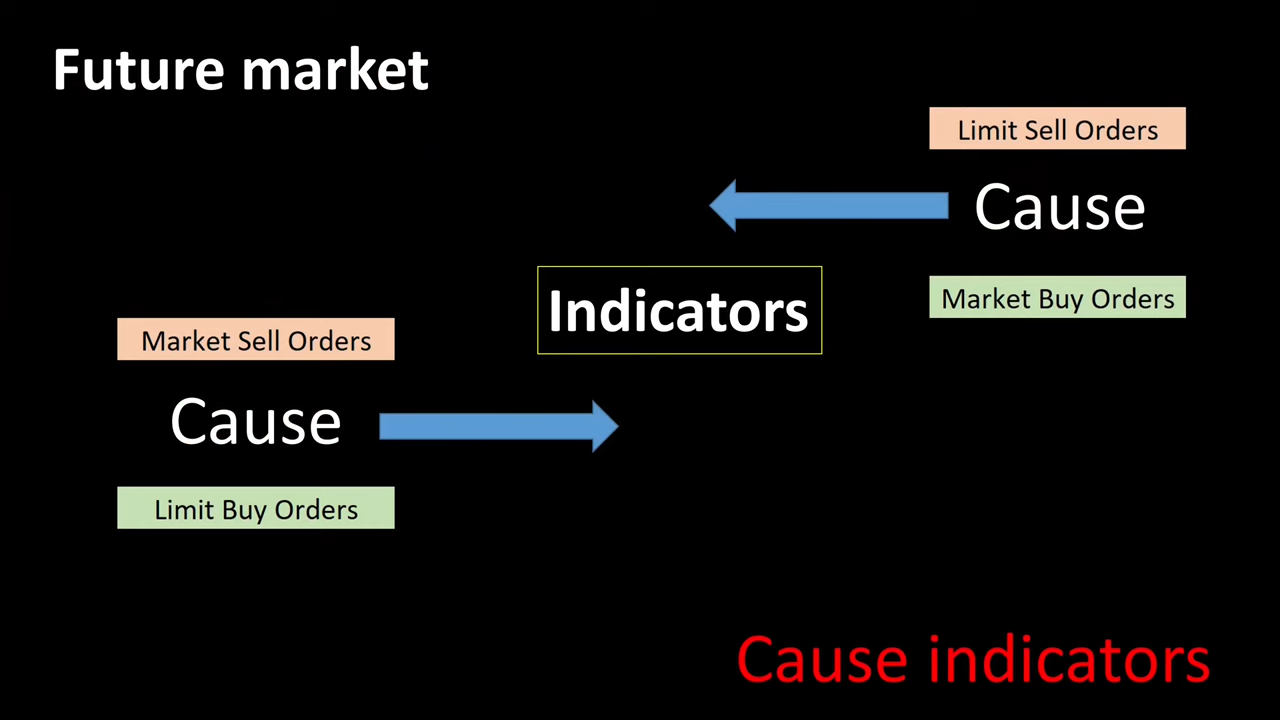 Future market
Limit Sell Orders
Cause
Market Buy Orders
Indicators
Market Sell Orders
Cause
Limit Buy Orders
Cause indicators